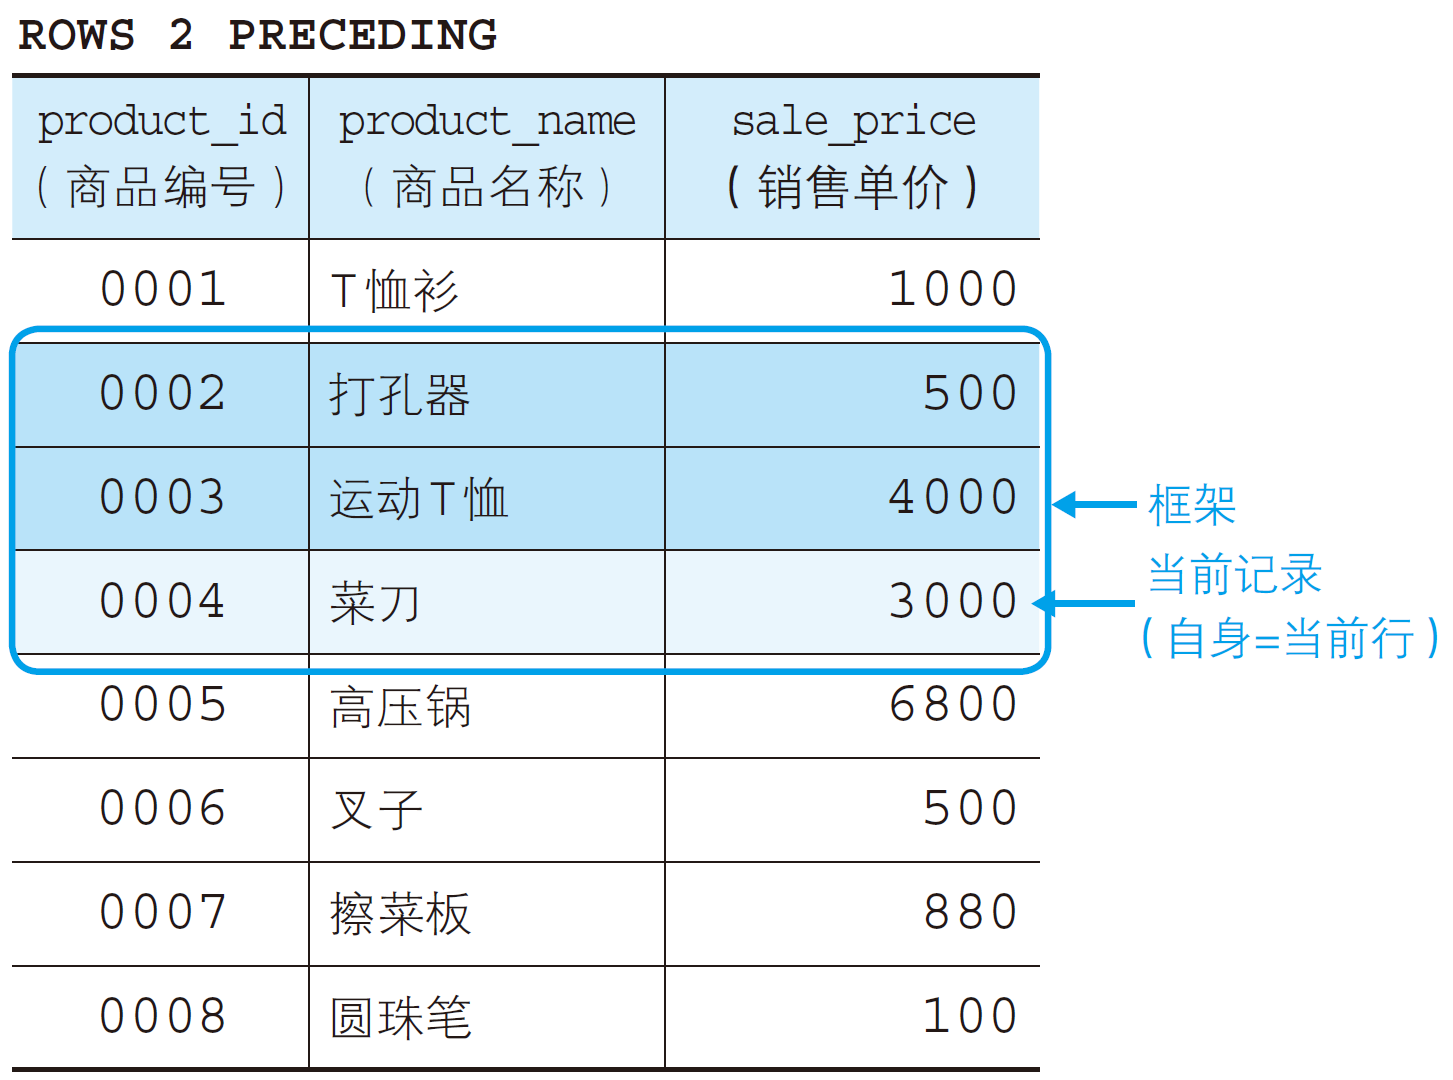 ROWS 2 PRECEDING
product_id product_name sale_price
(商品编号) (商品名称) (销售单价)
0001 T恤衫 1000
0002 打孔器 500
0003 运动T恤 4000
框架
0004 菜刀 3000
当前记录
(自身=当前行)
0005 高压锅 6800
0006 叉子 500
0007 擦菜板 880
0008 圆珠笔 100